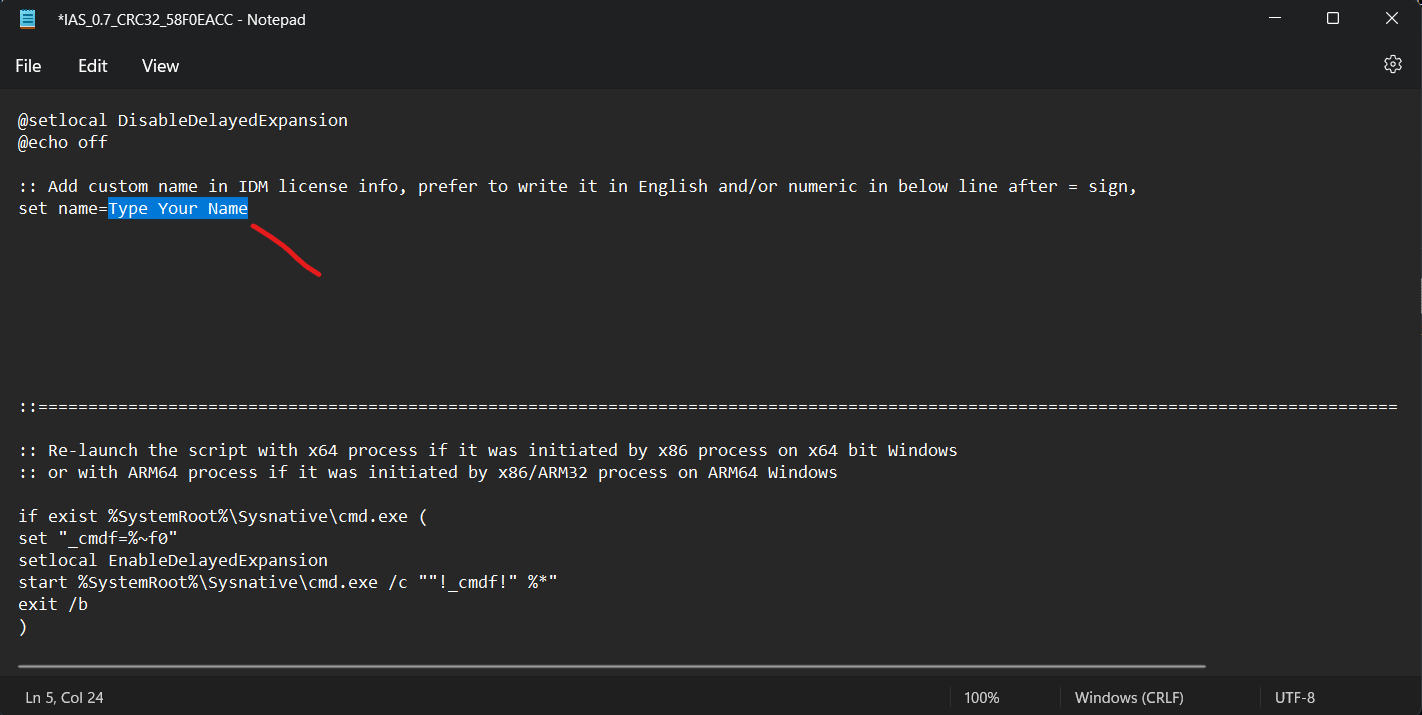 *IAS_0.7_CRC32_58F0EACC - Notepad
File Edit View
@setlocal DisableDelayedExpansion
@echo off
:: Add custom name in IDM license info, prefer to write it in English and/or numeric in below line after = sign,
set name=Type Your Name
::========================================================================================================================================
:: Re-launch the script with x64 process if it was initiated by x86 process on x64 bit Windows
:: or with ARM64 process if it was initiated by x86/ARM32 process on ARM64 Windows
if exist %SystemRoot%\Sysnative\cmd.exe (
set "_cmdf=%~f0"
setlocal EnableDelayedExpansion
start %SystemRoot%\Sysnative\cmd.exe /c ""!_cmdf!" %*"
exit /b
)
Ln 5, Col 24 100% Windows (CRLF) UTF-8